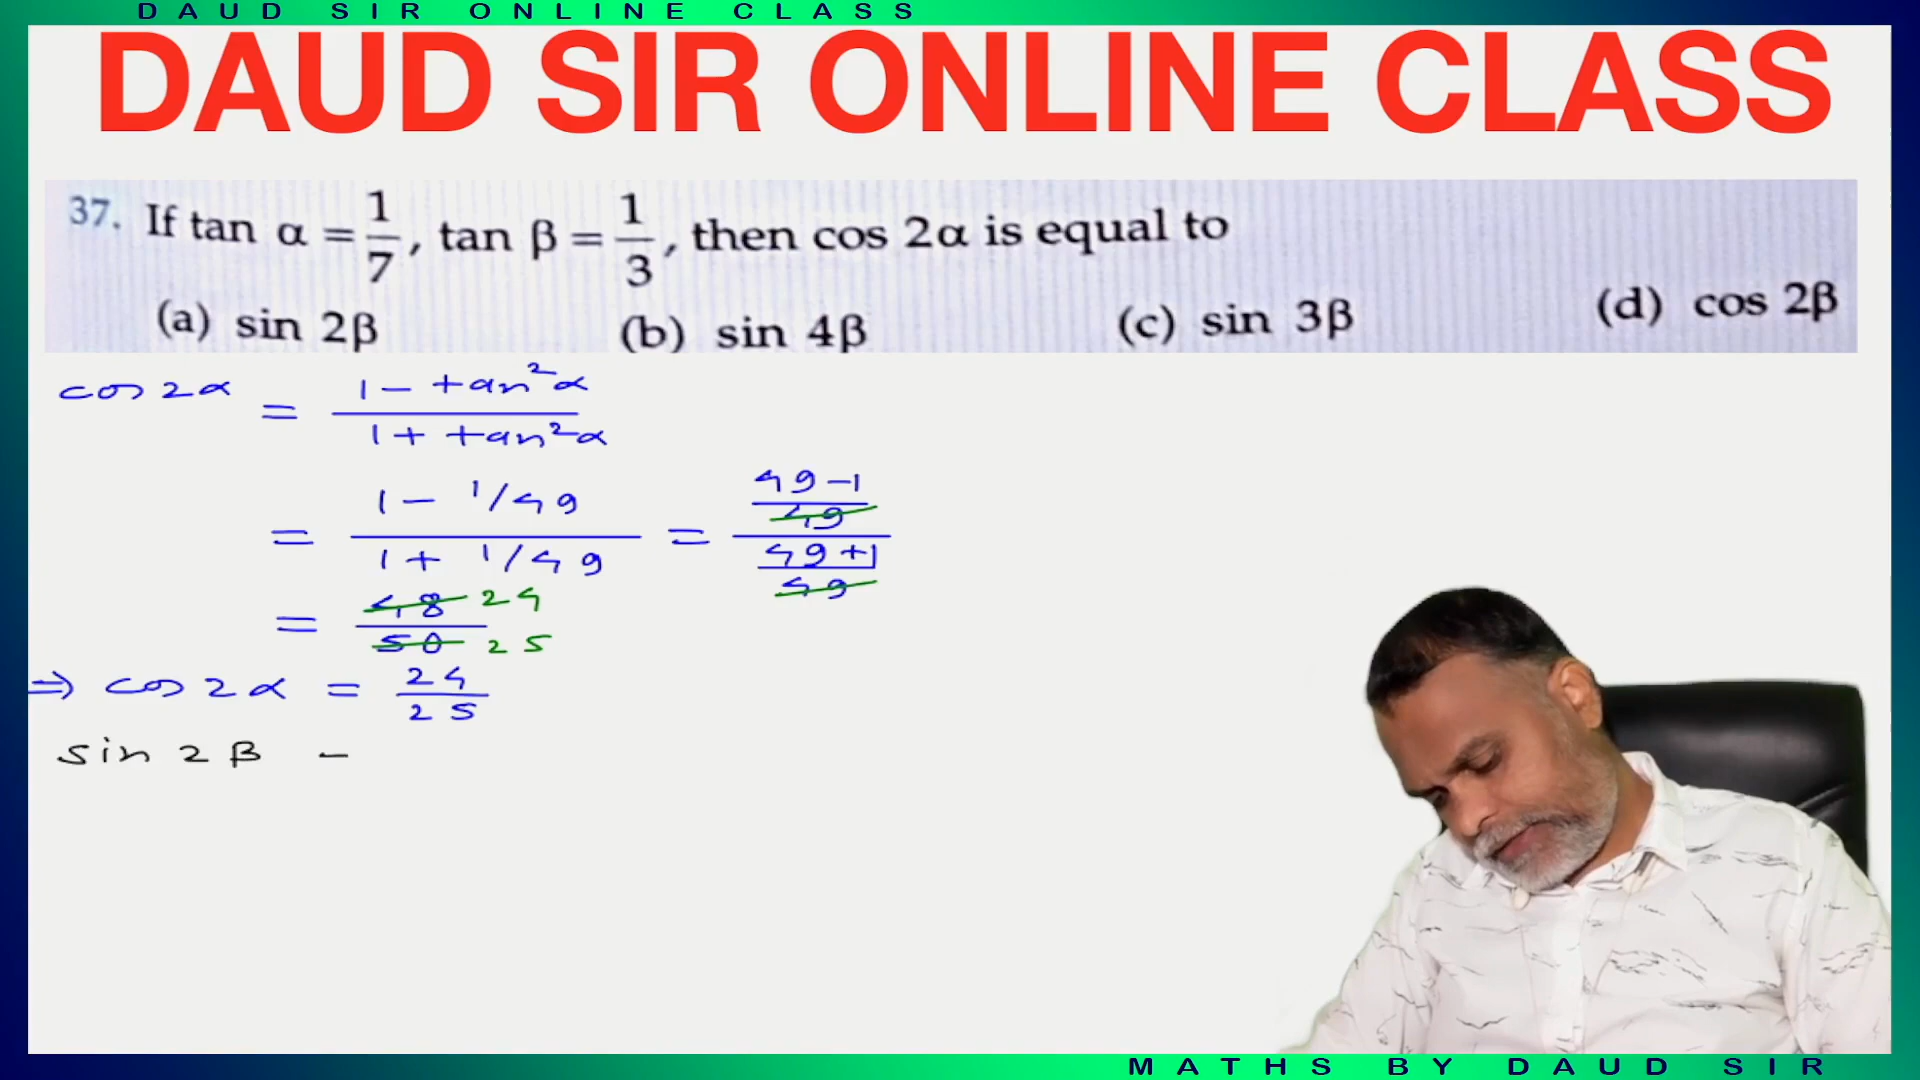 DAUD SIR ONLINE CLASS
DAUD SIR ONLINE CLASS
37. If tan α = 1/7, tan β = 1/3, then cos 2α is equal to
(a) sin 2β (b) sin 4β (c) sin 3β (d) cos 2β
cos 2α = (1 - tan²α)/(1 + tan²α)
= (1 - 1/49)/(1 + 1/49) = ((49-1)/49)/((49+1)/49)
= 48/50 24/25
⇒ cos 2α = 24/25
sin 2β -
MATHS BY DAUD SIR